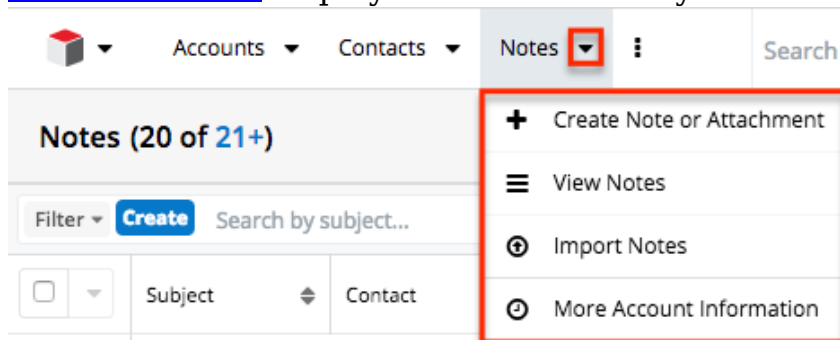 Accounts Contacts Notes Search
Notes (20 of 21+)
Create Note or Attachment
View Notes
Filter Create Search by subject...
Import Notes
Subject Contact
More Account Information